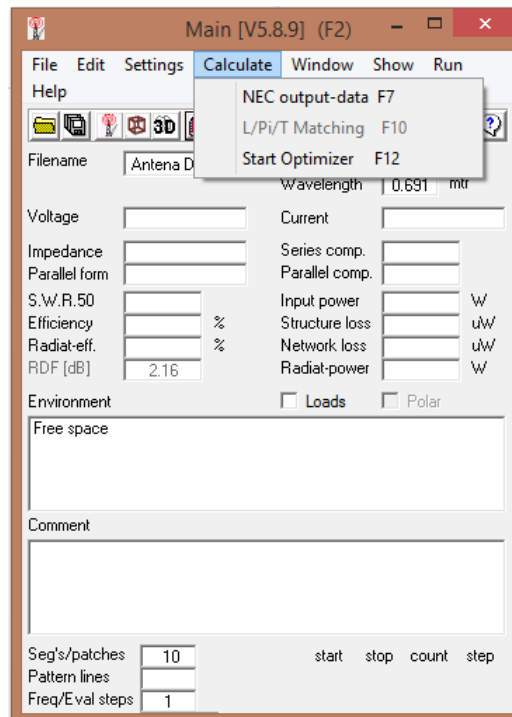 Main [V5.8.9] (F2)
File Edit Settings Calculate Window Show Run
Help
NEC output-data F7
L/Pi/T Matching F10
Start Optimizer F12
3D
Filename Antena D
Wavelength 0.691 mtr
Voltage Current
Impedance Series comp.
Parallel form Parallel comp.
S.W.R.50 Input power W
Efficiency % Structure loss uW
Radiat-eff. % Network loss uW
RDF [dB] 2.16 Radiat-power W
Environment Loads Polar
Free space
Comment
Seg's/patches 10 start stop count step
Pattern lines
Freq/Eval steps 1